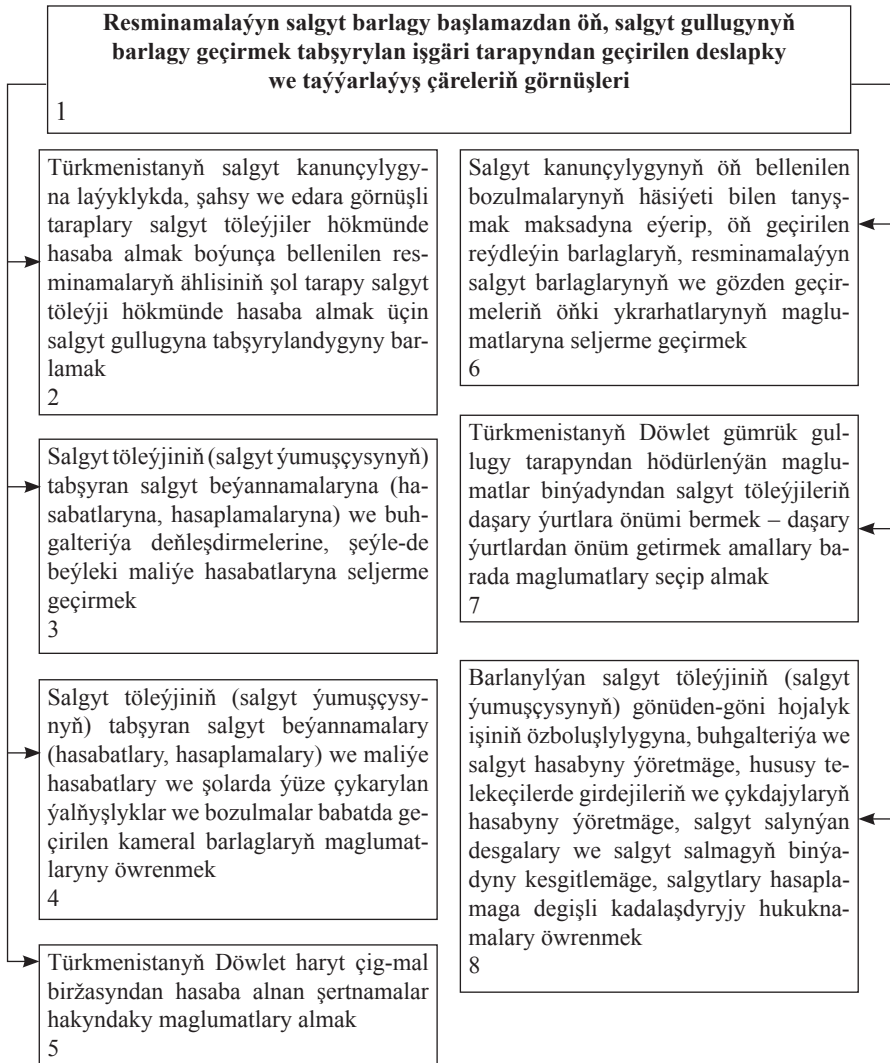 Resminamalaýyn salgyt barlagy başlamazdan öň, salgyt gullugynyň
barlagy geçirmek tabşyrylan işgäri tarapyndan geçirilen deslapky
we taýýarlaýyş çäreleriň görnüşleri
1
Türkmenistanyň salgyt kanunçylygy-
na laýyklykda, şahsy we edara görnüşli
taraplary salgyt töleýjiler hökmünde
hasaba almak boýunça bellenilen res-
minamalaryň ählisiniň şol tarapy salgyt
töleýji hökmünde hasaba almak üçin
salgyt gullugyna tabşyrylandygyny bar-
lamak
2
Salgyt töleýjiniň (salgyt ýumuşçysynyň)
tabşyran salgyt beýannamalaryna (ha-
sabatlaryna, hasaplamalaryna) we buh-
galteriýa deňleşdirmelerine, şeýle-de
beýleki maliýe hasabatlaryna seljerme
geçirmek
3
Salgyt töleýjiniň (salgyt ýumuşçysy-
nyň) tabşyran salgyt beýannamalary
(hasabatlary, hasaplamalary) we maliýe
hasabatlary we şolarda ýüze çykarylan
ýalňyşlyklar we bozulmalar babatda ge-
çirilen kameral barlaglaryň maglumat-
laryny öwrenmek
4
Türkmenistanyň Döwlet haryt çig-mal
biržasyndan hasaba alnan şertnamalar
hakyndaky maglumatlary almak
5
Salgyt kanunçylygynyň öň bellenilen
bozulmalarynyň häsiýeti bilen tanyş-
mak maksadyna eýerip, öň geçirilen
reýdleýin barlaglaryň, resminamalaýyn
salgyt barlaglarynyň we gözden geçir-
meleriň öňki ykrarhatlarynyň maglu-
matlaryna seljerme geçirmek
6
Türkmenistanyň Döwlet gümrük gul-
lugy tarapyndan hödürlenýän maglu-
matlar binýadyndan salgyt töleýjileriň
daşary ýurtlara önümi bermek – daşary
ýurtlardan önüm getirmek amallary ba-
rada maglumatlary seçip almak
7
Barlanylýan salgyt töleýjiniň (salgyt
ýumuşçysynyň) gönüden-göni hojalyk
işiniň özboluşlylygyna, buhgalteriýa we
salgyt hasabyny ýöretmäge, hususy te-
lekeçilerde girdejileriň we çykdajylaryň
hasabyny ýöretmäge, salgyt salynýan
desgalary we salgyt salmagyň binýa-
dyny kesgitlemäge, salgytlary hasapla-
maga degişli kadalaşdyryjy hukukna-
malary öwrenmek
8